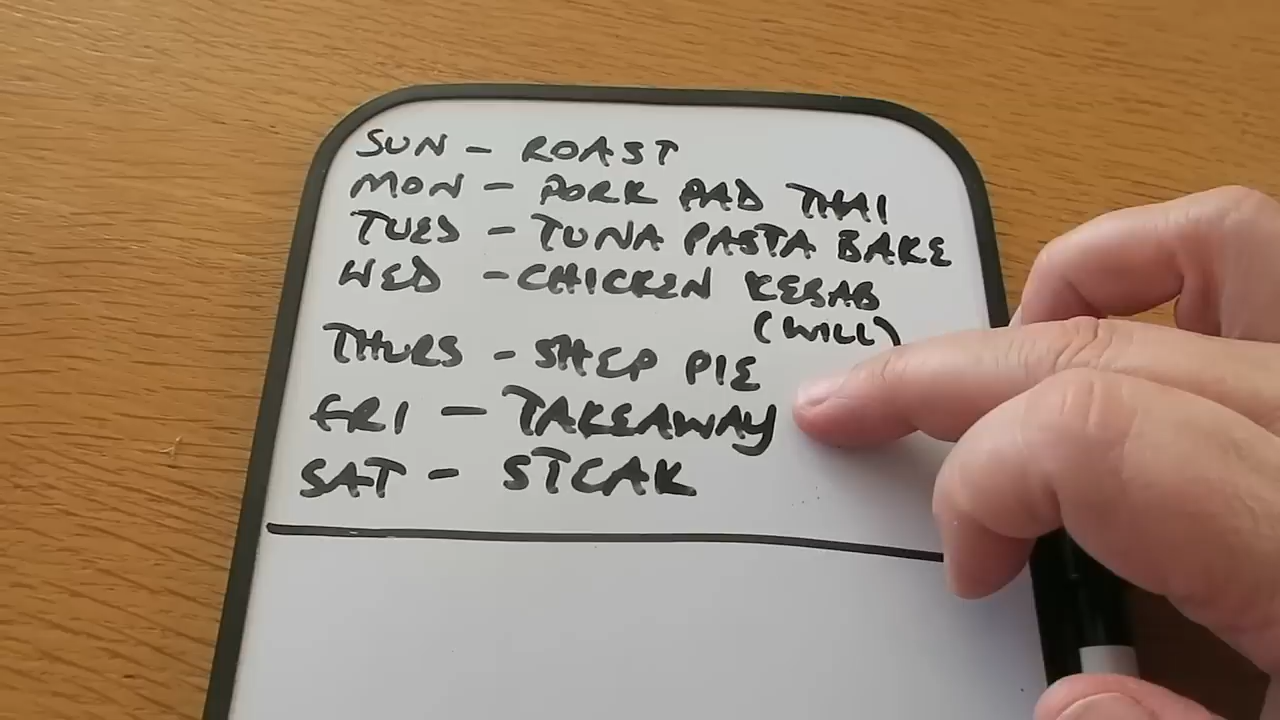 SUN - ROAST
MON - PORK PAD THAI
TUES - TUNA PASTA BAKE
WED - CHICKEN KEBAB
(WILL)
THURS - SHEP PIE
FRI - TAKEAWAY
SAT - STEAK